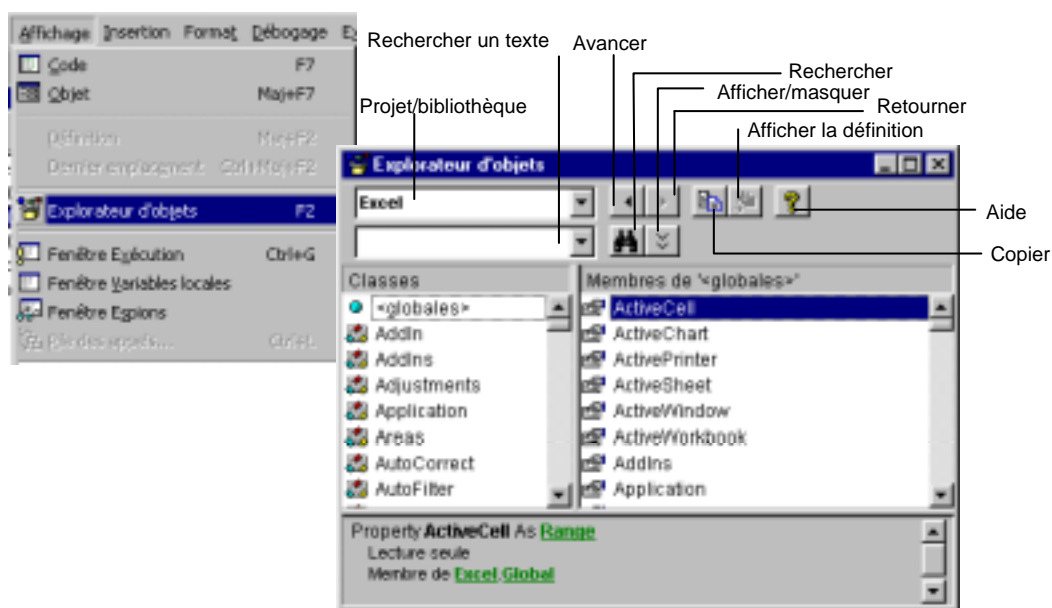 Affichage Insertion Format Débogage
Code F7
Objet Maj+F7
Définition Maj+F2
Dernier emplacement Ctrl+Maj+F2
Explorateur d'objets F2
Fenêtre Exécution Ctrl+G
Fenêtre Variables locales
Fenêtre Espions
Pile des appels... Ctrl+L
Rechercher un texte
Avancer
Rechercher
Afficher/masquer
Retourner
Projet/bibliothèque
Afficher la définition
Explorateur d'objets
Excel
Aide
Copier
Classes
<globales>
AddIn
AddIns
Adjustments
Application
Areas
AutoCorrect
AutoFilter
Membres de '<globales>'
ActiveCell
ActiveChart
ActivePrinter
ActiveSheet
ActiveWindow
ActiveWorkbook
AddIns
Application
Property ActiveCell As Range
Lecture seule
Membre de Excel.Global